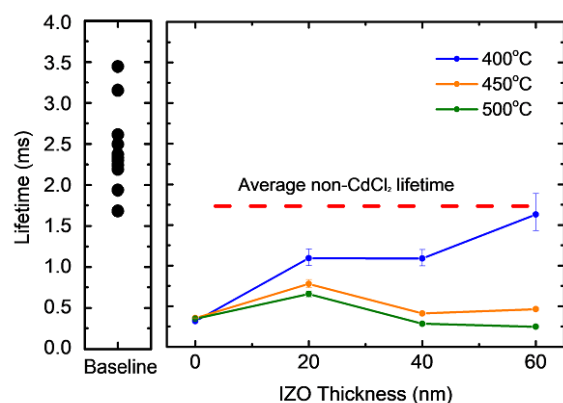 4.0
3.5
3.0
2.5
2.0
1.5
1.0
0.5
0.0
Lifetime (ms)
Baseline
400°C
450°C
500°C
Average non-CdCl₂ lifetime
0 20 40 60
IZO Thickness (nm)